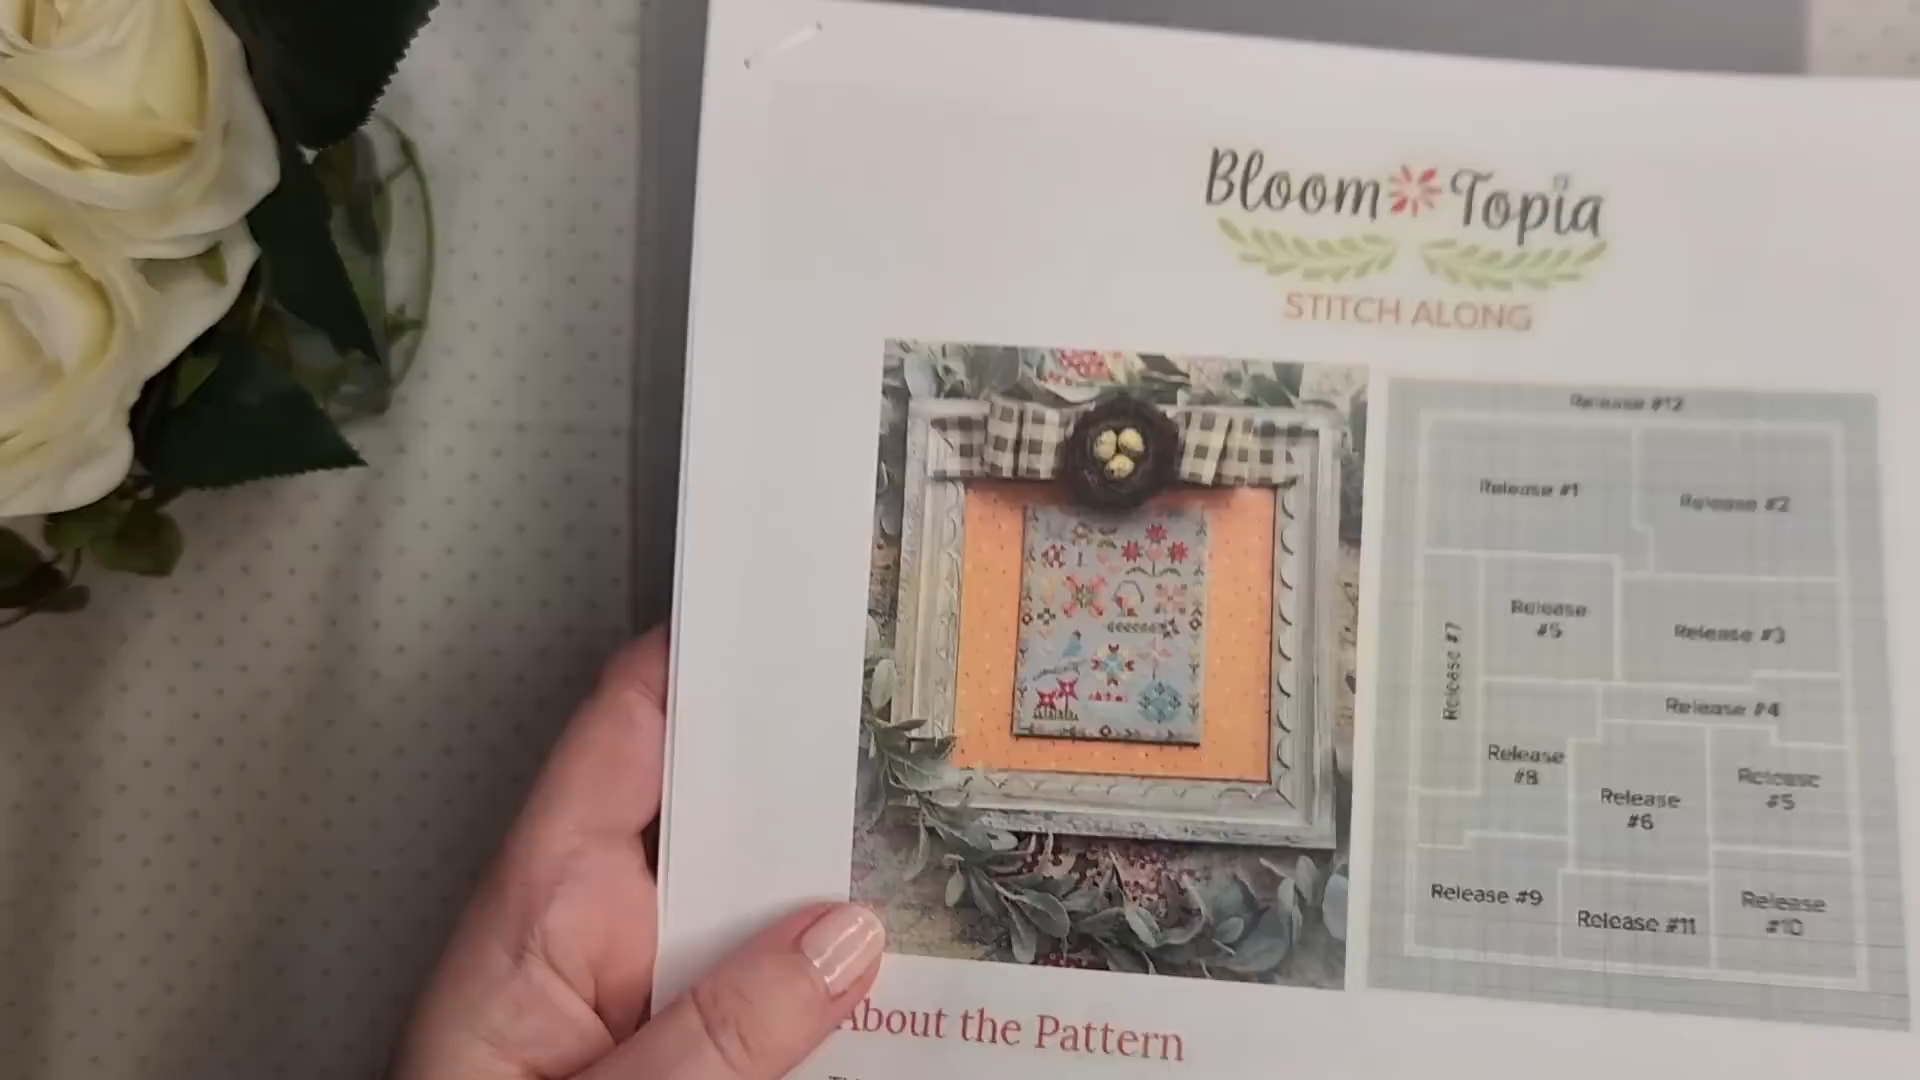 Bloom Topia
STITCH ALONG
Release #12
Release #1
Release #2
Release #7
Release
#5
Release #3
Release #4
Release
#8
Release
#6
Release
#5
Release #9
Release #11
Release
#10
About the Pattern